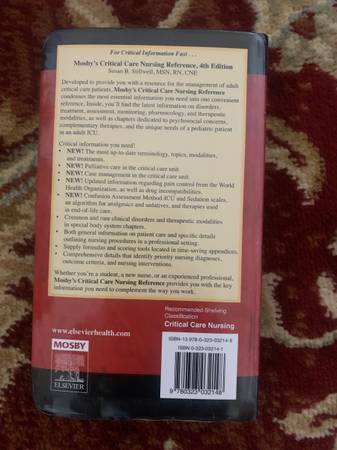 For Critical Information Fast . . .
Mosby's Critical Care Nursing Reference, 4th Edition
Susan B. Stillwell, MSN, RN, CNE
Developed to provide you with a resource for the management of adult
critical care patients, Mosby's Critical Care Nursing Reference
condenses the most essential information you need into one convenient
reference. Inside, you'll find the latest information on disorders,
treatment, assessment, monitoring, pharmacology, and therapeutic
modalities, as well as chapters dedicated to psychosocial concerns,
complementary therapies, and the unique needs of a pediatric patient
in an adult ICU.
Critical information you need!
• NEW! The most up-to-date terminology, topics, modalities,
and treatments.
• NEW! Palliative care in the critical care unit.
• NEW! Case management in the critical care unit.
• NEW! Updated information regarding pain control from the World
Health Organization, as well as drug incompatibilities.
• NEW! Confusion Assessment Method-ICU and Sedation scales,
an algorithm for analgesics and sedatives, and therapies used
in end-of-life care.
• Common and rare clinical disorders and therapeutic modalities
in special body system chapters.
• Both general information on patient care and specific details
outlining nursing procedures in a professional setting.
• Supply formulas and scoring tools located in time-saving appendices.
• Comprehensive details that identify priority nursing diagnoses,
outcome criteria, and nursing interventions.
Whether you're a student, a new nurse, or an experienced professional,
Mosby's Critical Care Nursing Reference provides you with the key
information you need to complement the way you work.
Recommended Shelving
Classification
Critical Care Nursing
www.elsevierhealth.com
MOSBY
ELSEVIER
ISBN-13 978-0-323-03214-8
ISBN 0-323-03214-1
9 780323 032148